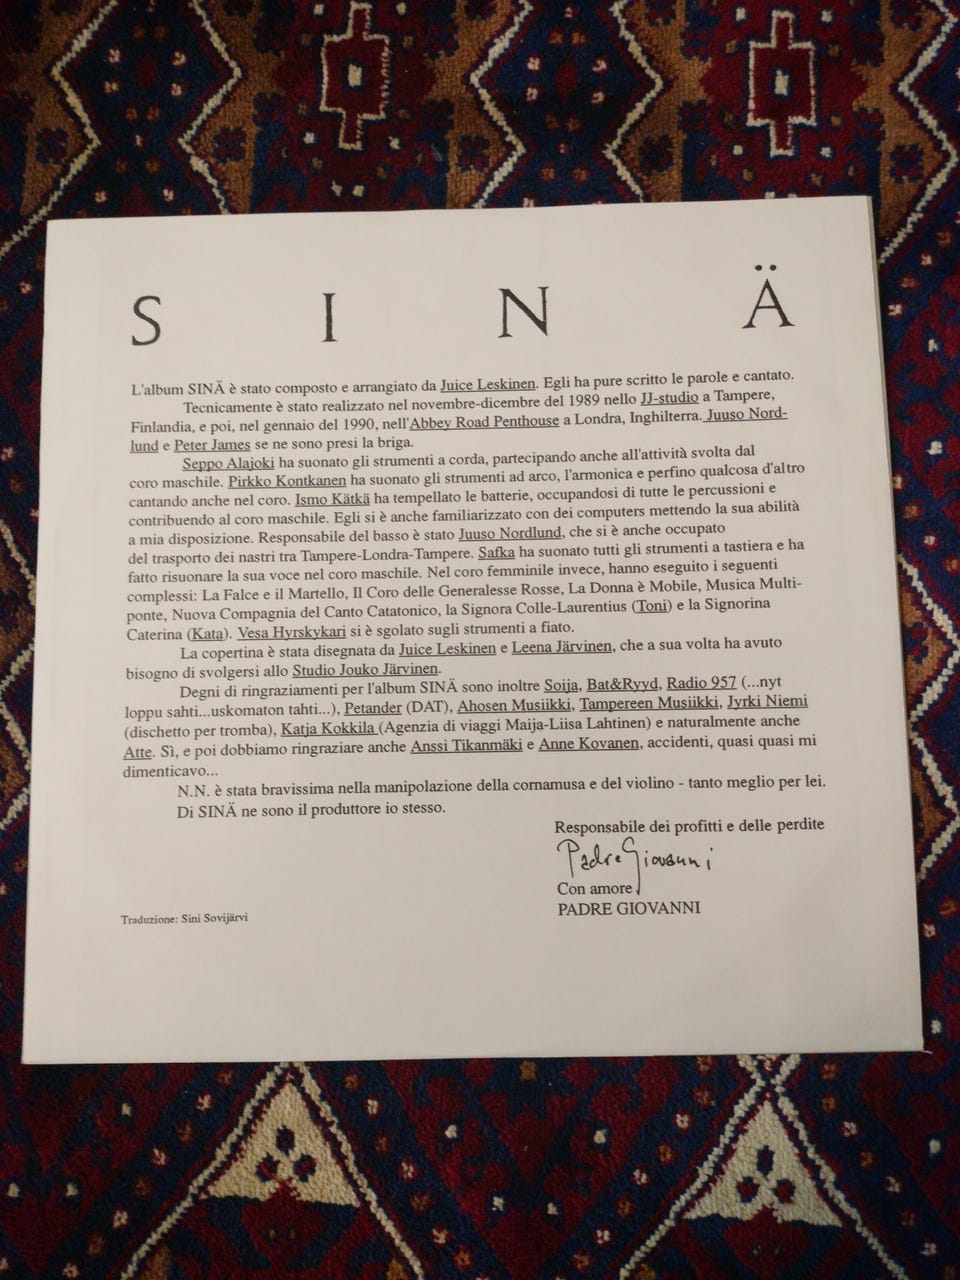 S I N Ä
L'album SINÄ è stato composto e arrangiato da Juice Leskinen. Egli ha pure scritto le parole e cantato.
Tecnicamente è stato realizzato nel novembre-dicembre del 1989 nello JJ-studio a Tampere,
Finlandia, e poi, nel gennaio del 1990, nell'Abbey Road Penthouse a Londra, Inghilterra. Juuso Nord-
lund e Peter James se ne sono presi la briga.
Seppo Alajoki ha suonato gli strumenti a corda, partecipando anche all'attività svolta dal
coro maschile. Pirkko Kontkanen ha suonato gli strumenti ad arco, l'armonica e perfino qualcosa d'altro
cantando anche nel coro. Ismo Kätkä ha tempellato le batterie, occupandosi di tutte le percussioni e
contribuendo al coro maschile. Egli si è anche familiarizzato con dei computers mettendo la sua abilità
a mia disposizione. Responsabile del basso è stato Juuso Nordlund, che si è anche occupato
del trasporto dei nastri tra Tampere-Londra-Tampere. Safka ha suonato tutti gli strumenti a tastiera e ha
fatto risuonare la sua voce nel coro maschile. Nel coro femminile invece, hanno eseguito i seguenti
complessi: La Falce e il Martello, Il Coro delle Generalesse Rosse, La Donna è Mobile, Musica Multi-
ponte, Nuova Compagnia del Canto Catatonico, la Signora Colle-Laurentius (Toni) e la Signorina
Caterina (Kata). Vesa Hyrskykari si è sgolato sugli strumenti a fiato.
La copertina è stata disegnata da Juice Leskinen e Leena Järvinen, che a sua volta ha avuto
bisogno di svolgersi allo Studio Jouko Järvinen.
Degni di ringraziamenti per l'album SINÄ sono inoltre Soija, Bat&Ryyd, Radio 957 (...nyt
loppu sahti...uskomaton tahti...), Petander (DAT), Ahosen Musiikki, Tampereen Musiikki, Jyrki Niemi
(dischetto per tromba), Katja Kokkila (Agenzia di viaggi Maija-Liisa Lahtinen) e naturalmente anche
Atte. Sì, e poi dobbiamo ringraziare anche Anssi Tikanmäki e Anne Kovanen, accidenti, quasi quasi mi
dimenticavo...
N.N. è stata bravissima nella manipolazione della cornamusa e del violino - tanto meglio per lei.
Di SINÄ ne sono il produttore io stesso.
Responsabile dei profitti e delle perdite
Padre Giovanni
Con amore
PADRE GIOVANNI
Traduzione: Sini Sovijärvi